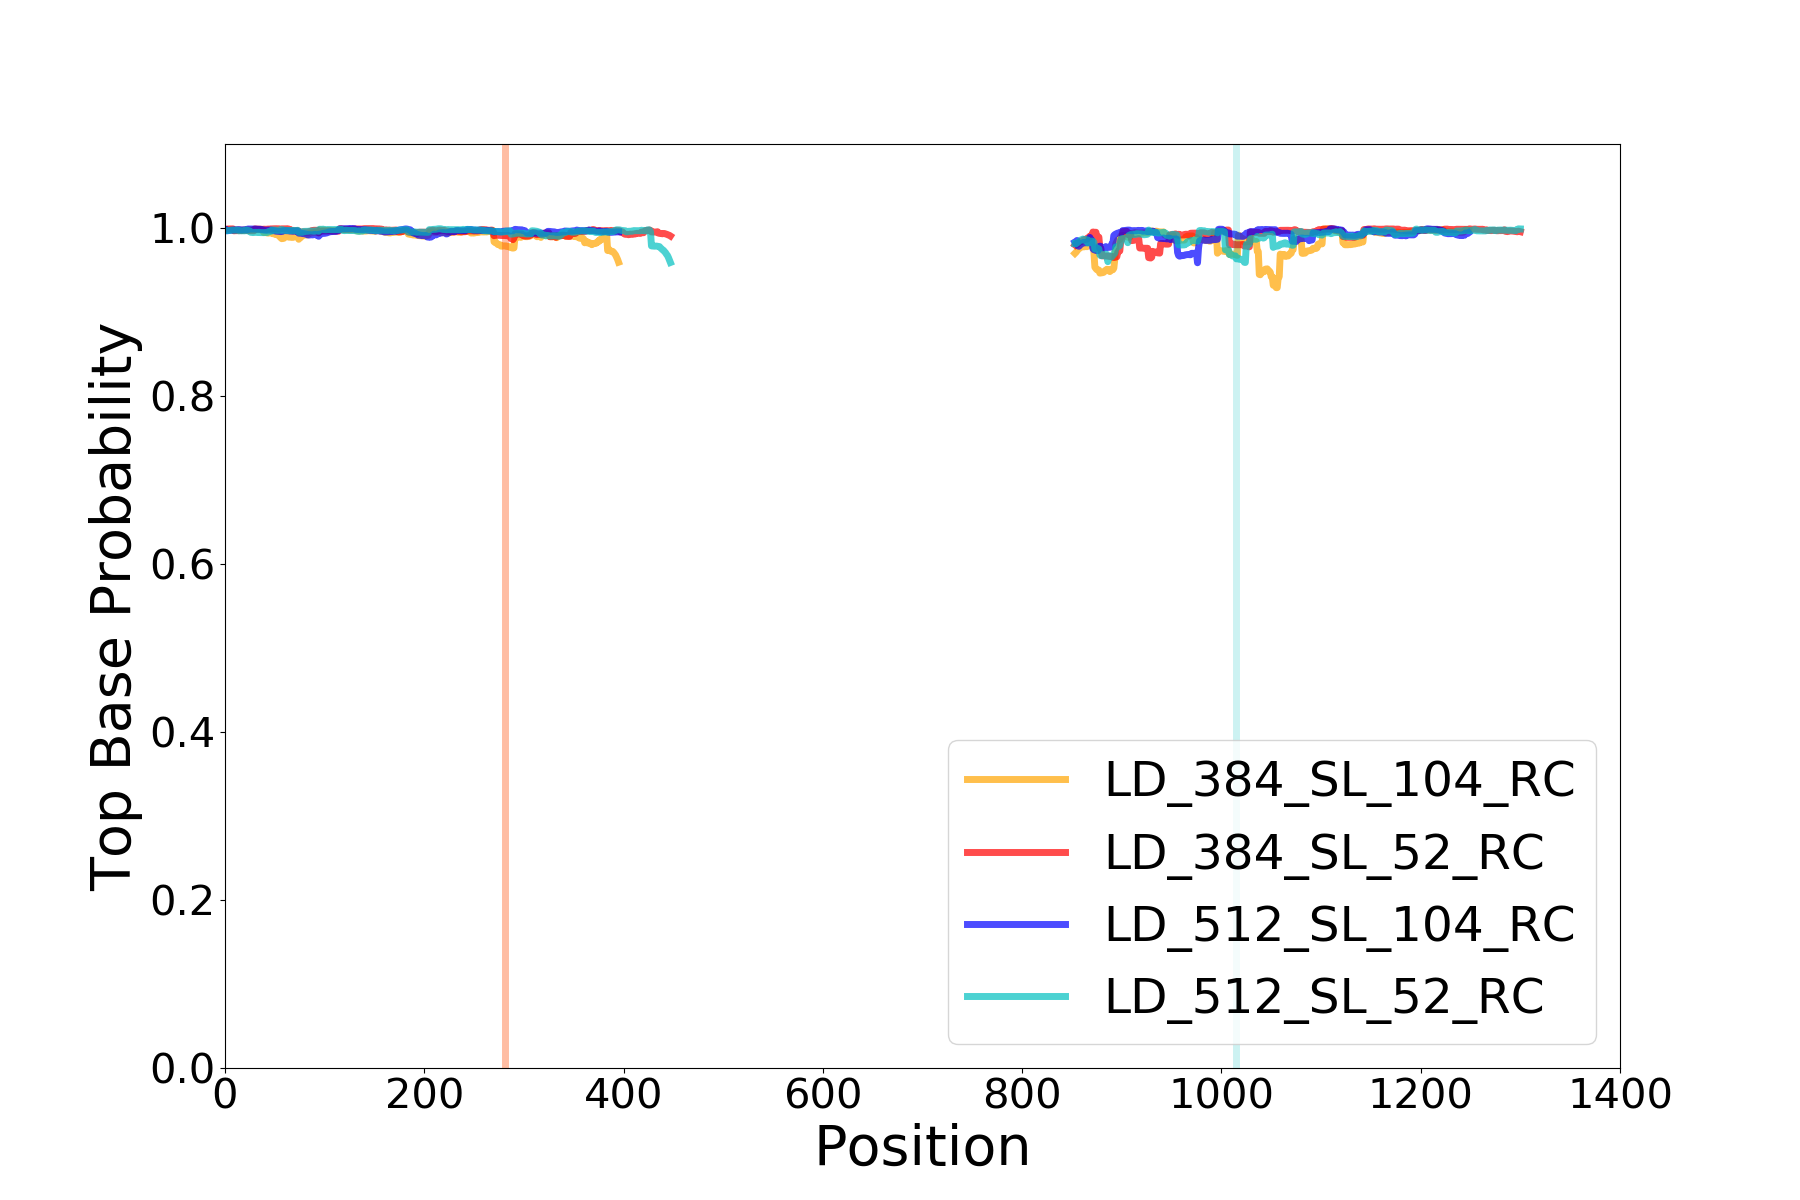 Top Base Probability
1.0
0.8
0.6
0.4
0.2
0.0
0 200 400 600 800 1000 1200 1400
Position
LD_384_SL_104_RC
LD_384_SL_52_RC
LD_512_SL_104_RC
LD_512_SL_52_RC